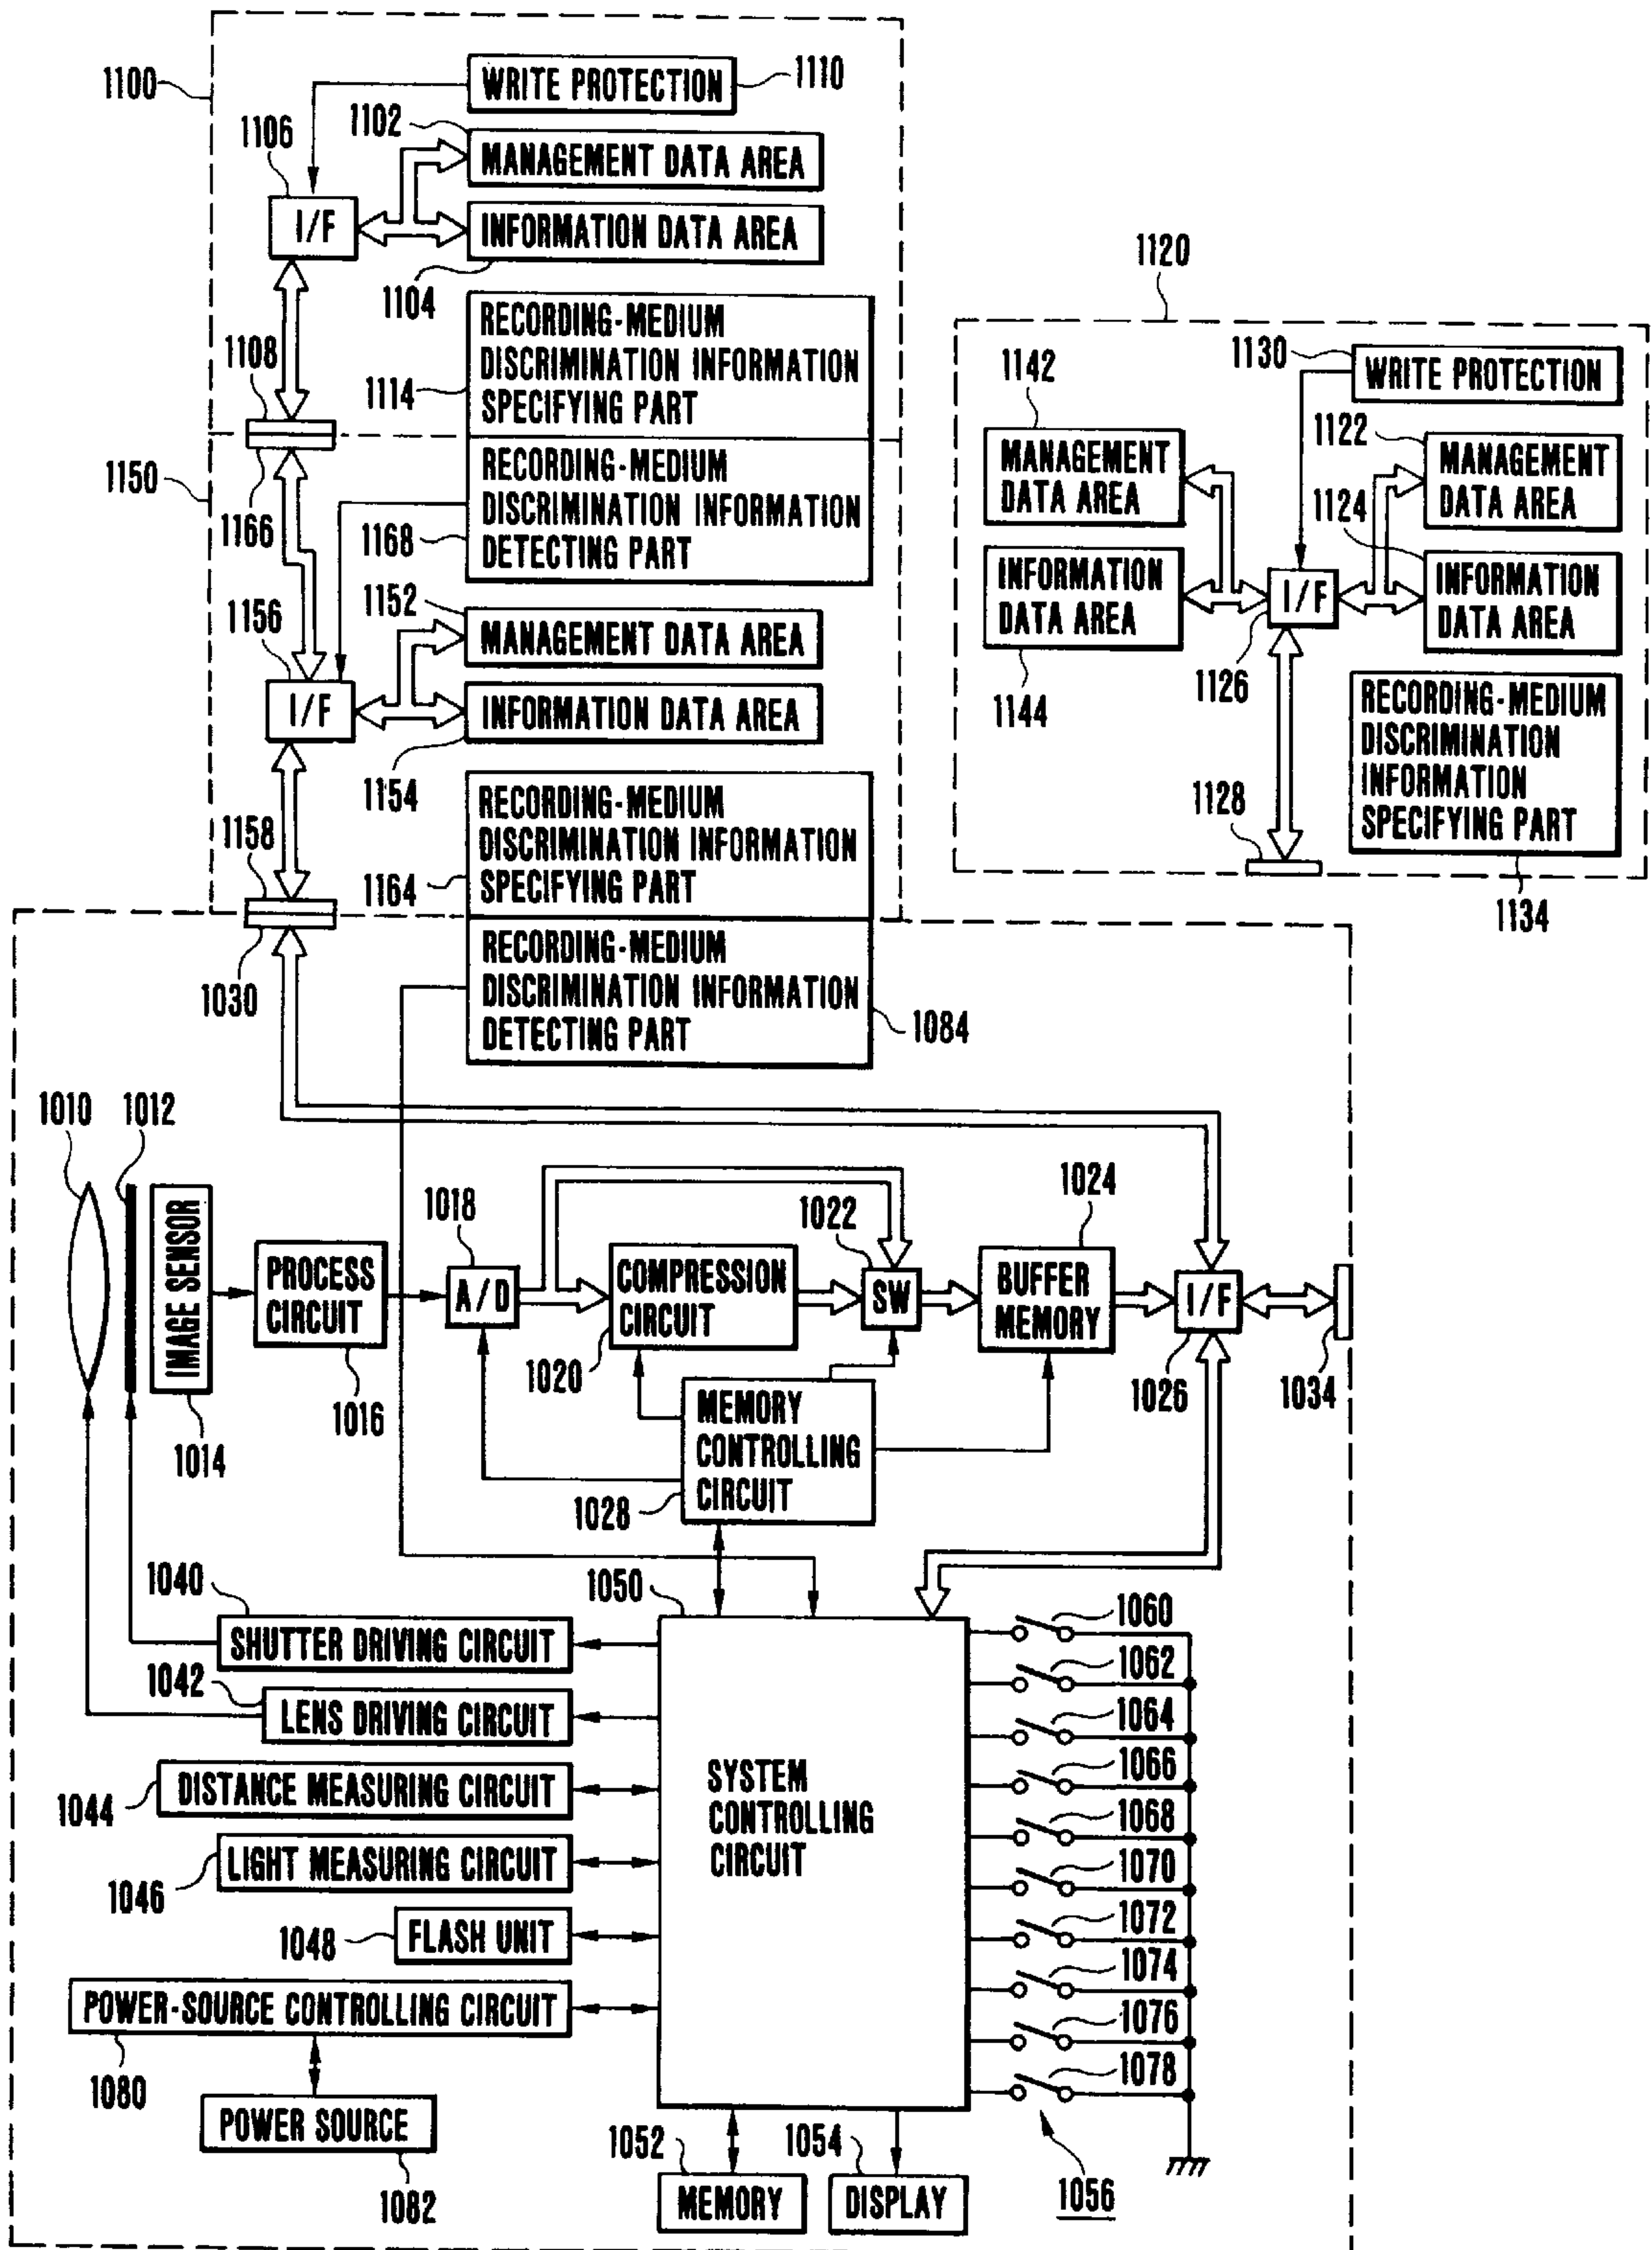 1100
WRITE PROTECTION
1110
1106
1102
MANAGEMENT DATA AREA
I/F
INFORMATION DATA AREA
1104
1108
1114
RECORDING-MEDIUM
DISCRIMINATION INFORMATION
SPECIFYING PART
1150
1166
1168
RECORDING-MEDIUM
DISCRIMINATION INFORMATION
DETECTING PART
1156
1152
MANAGEMENT DATA AREA
I/F
INFORMATION DATA AREA
1154
1158
1164
RECORDING-MEDIUM
DISCRIMINATION INFORMATION
SPECIFYING PART
1030
RECORDING-MEDIUM
DISCRIMINATION INFORMATION
DETECTING PART
1084
1120
1130
WRITE PROTECTION
1142
MANAGEMENT
DATA AREA
1122
MANAGEMENT
DATA AREA
1124
INFORMATION
DATA AREA
1144
I/F
1126
INFORMATION
DATA AREA
1128
RECORDING-MEDIUM
DISCRIMINATION
INFORMATION
SPECIFYING PART
1134
1010
1012
IMAGE SENSOR
1014
PROCESS
CIRCUIT
1016
1018
A/D
COMPRESSION
CIRCUIT
1020
1022
SW
1024
BUFFER
MEMORY
I/F
1026
1034
MEMORY
CONTROLLING
CIRCUIT
1028
1040
SHUTTER DRIVING CIRCUIT
1042
LENS DRIVING CIRCUIT
DISTANCE MEASURING CIRCUIT
1044
LIGHT MEASURING CIRCUIT
1046
1048
FLASH UNIT
POWER-SOURCE CONTROLLING CIRCUIT
1080
POWER SOURCE
1082
1050
SYSTEM
CONTROLLING
CIRCUIT
1060
1062
1064
1066
1068
1070
1072
1074
1076
1078
1056
1052
MEMORY
1054
DISPLAY